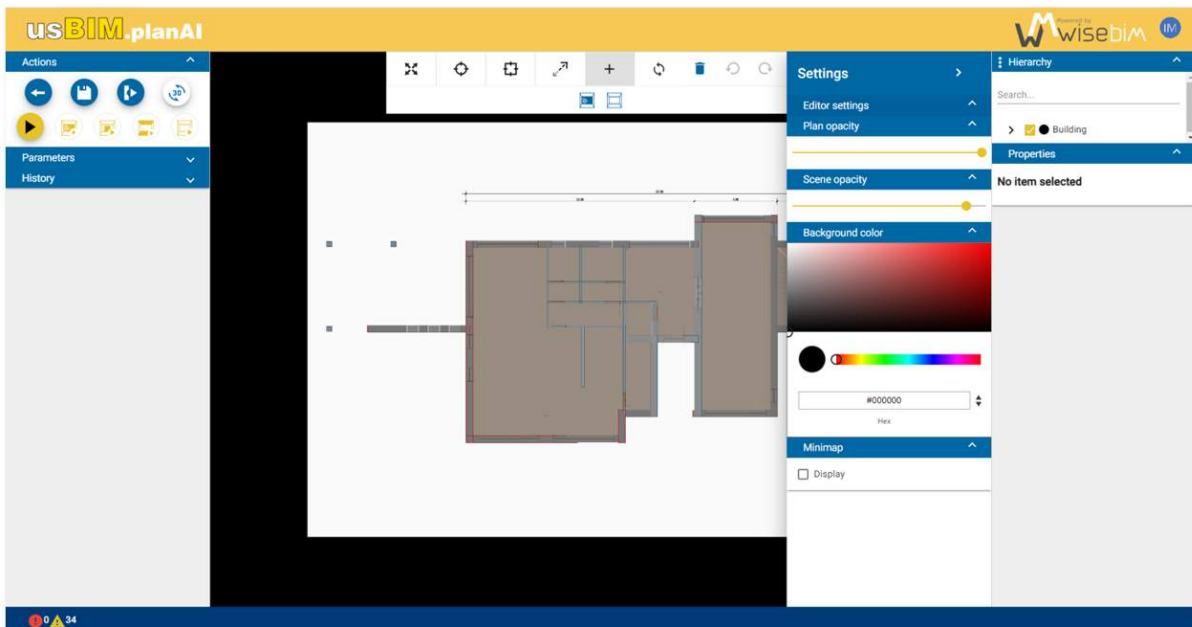 usBIM.planAI
Powered by
wisebim
IM
Actions
3D
Parameters
History
Settings
Editor settings
Plan opacity
Scene opacity
Background color
#000000
Hex
Minimap
Display
Hierarchy
Search...
Building
Properties
No item selected
0
34